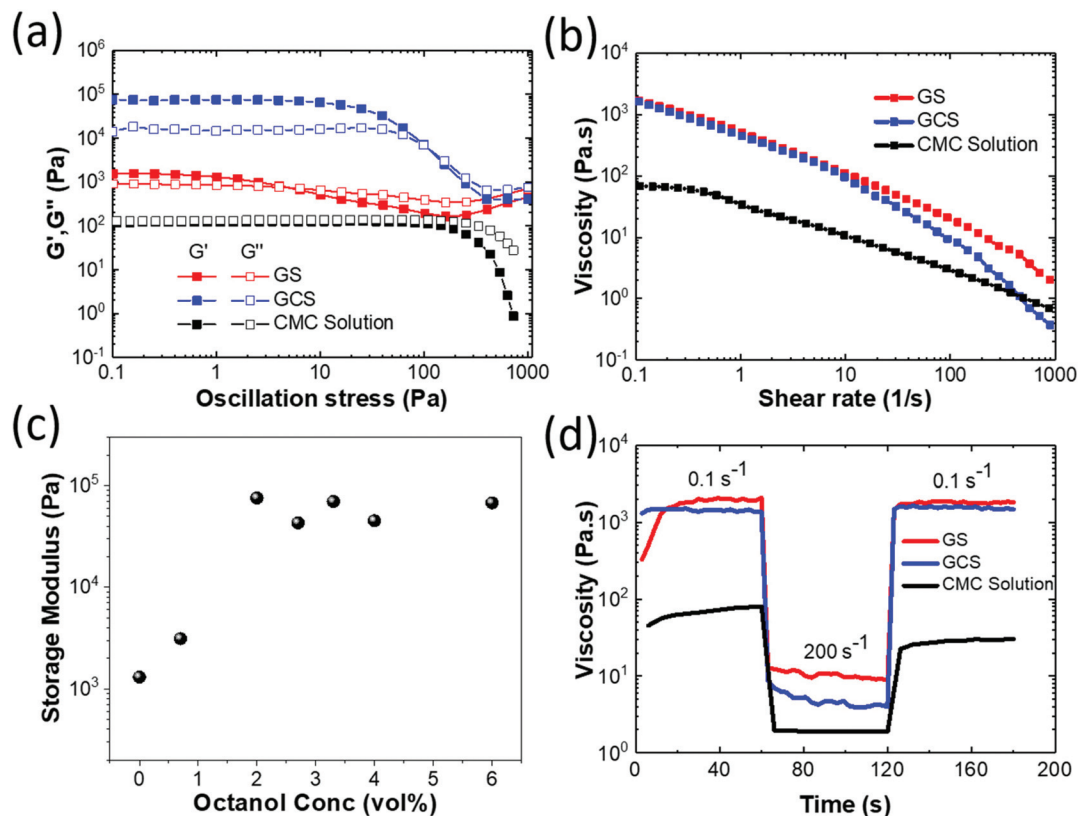 (a)
10^6
10^5
10^4
10^3
10^2
10^1
10^0
10^-1
G',G" (Pa)
G' G"
GS
GCS
CMC Solution
0.1 1 10 100 1000
Oscillation stress (Pa)
(b)
10^4
10^3
10^2
10^1
10^0
10^-1
Viscosity (Pa.s)
GS
GCS
CMC Solution
0.1 1 10 100 1000
Shear rate (1/s)
(c)
10^5
10^4
10^3
Storage Modulus (Pa)
0 1 2 3 4 5 6
Octanol Conc (vol%)
(d)
10^4
10^3
10^2
10^1
10^0
Viscosity (Pa.s)
0.1 s^-1
0.1 s^-1
200 s^-1
GS
GCS
CMC Solution
0 40 80 120 160 200
Time (s)